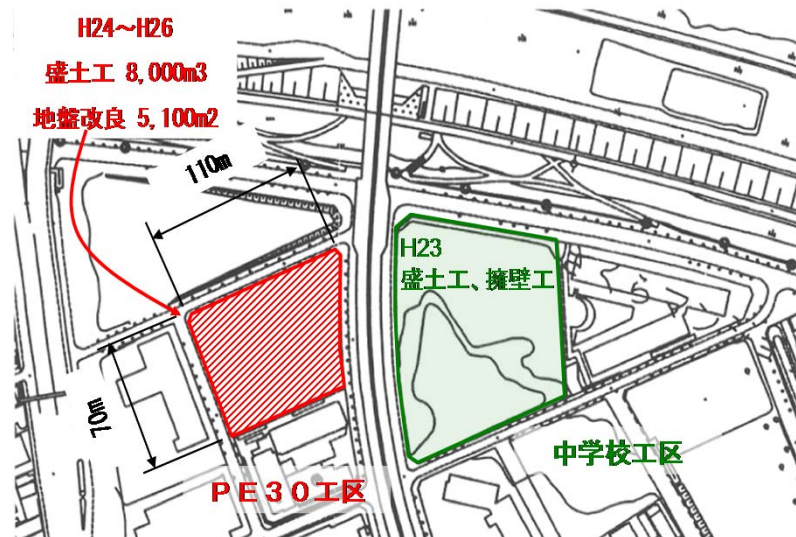 H24～H26
盛土工 8,000m3
地盤改良 5,100m2
110m
H23
盛土工、擁壁工
70m
中学校工区
ＰＥ３０工区